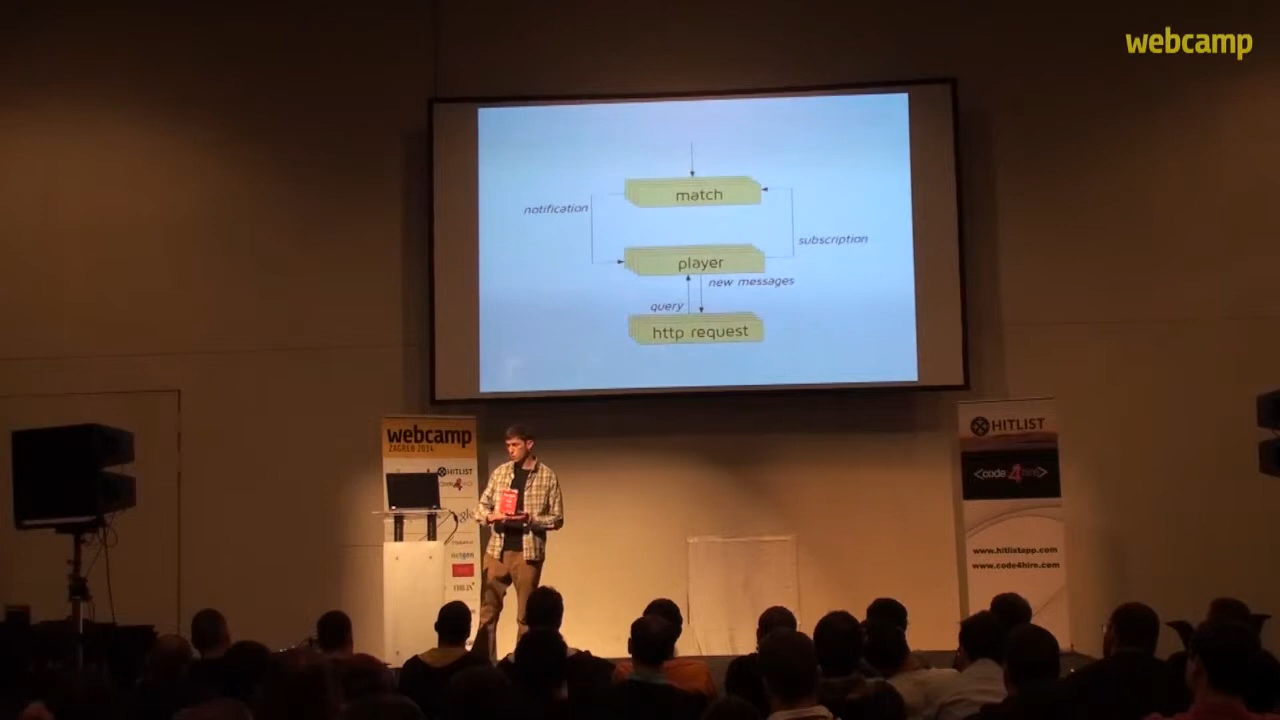 webcamp
match
notification
subscription
player
new messages
query
http request
webcamp
ZAGREB 2014
HITLIST
HITLIST
<code4hire>
netgen
www.hitlistapp.com
www.code4hire.com